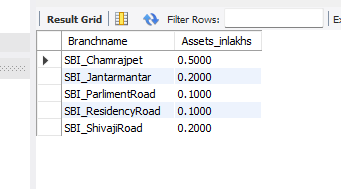 Result Grid Filter Rows:
Branchname Assets_inlakhs
SBI_Chamrajpet 0.5000
SBI_Jantarmantar 0.2000
SBI_ParlimentRoad 0.1000
SBI_ResidencyRoad 0.1000
SBI_ShivajiRoad 0.2000